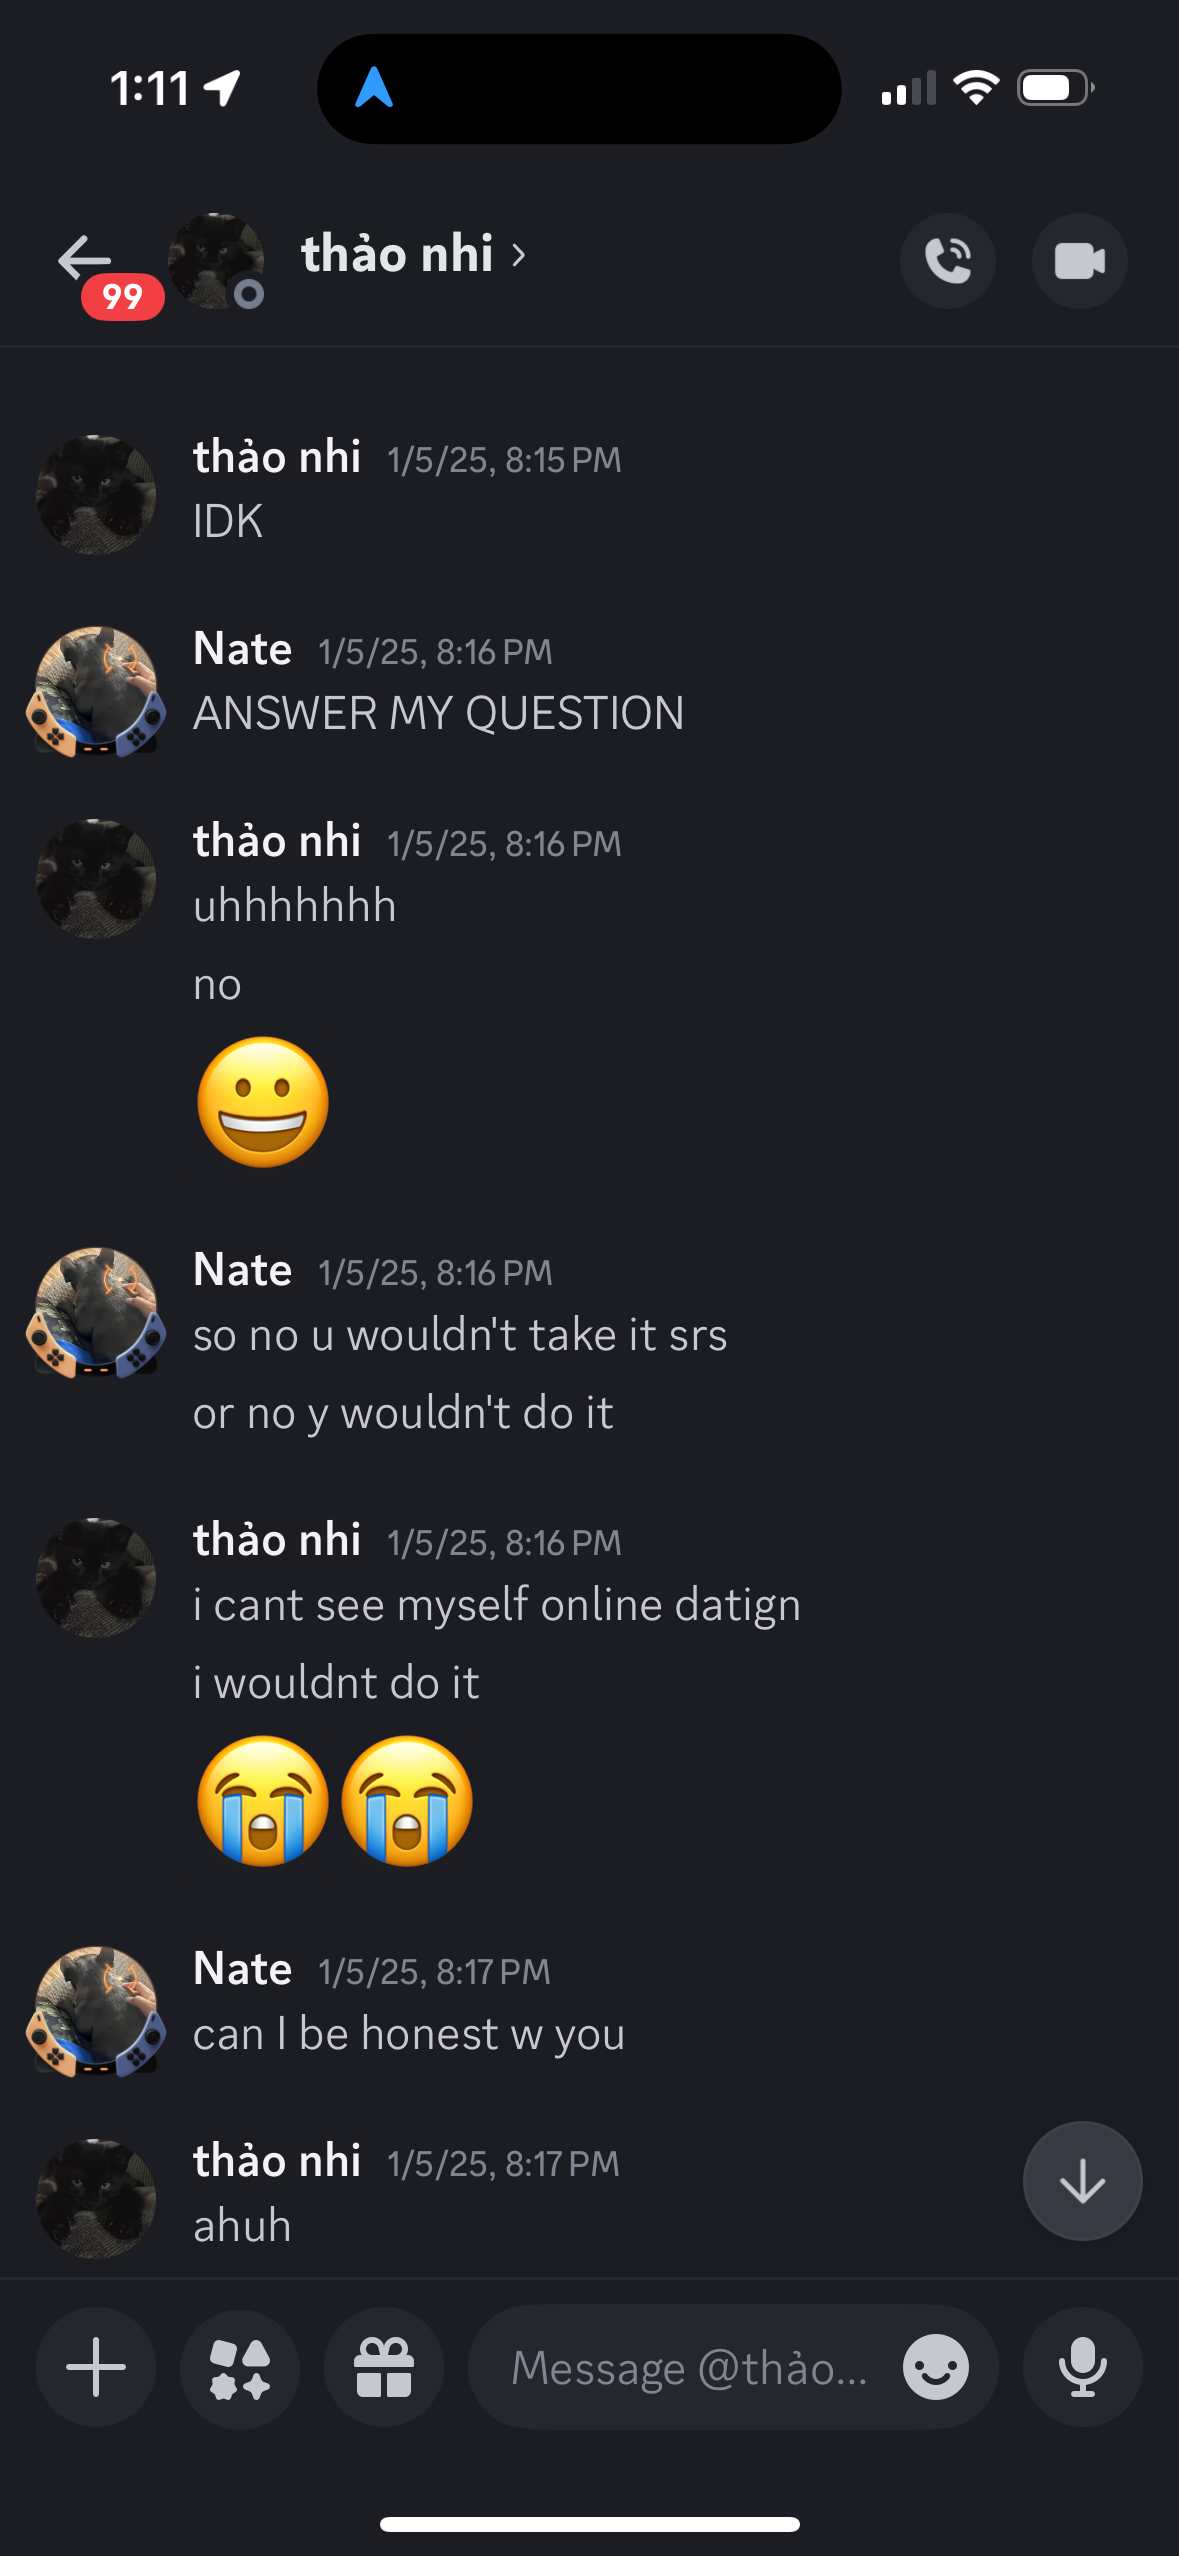 1:11
99
thảo nhi
thảo nhi 1/5/25, 8:15 PM
IDK
Nate 1/5/25, 8:16 PM
ANSWER MY QUESTION
thảo nhi 1/5/25, 8:16 PM
uhhhhhhh
no
Nate 1/5/25, 8:16 PM
so no u wouldn't take it srs
or no y wouldn't do it
thảo nhi 1/5/25, 8:16 PM
i cant see myself online datign
i wouldnt do it
Nate 1/5/25, 8:17 PM
can I be honest w you
thảo nhi 1/5/25, 8:17 PM
ahuh
Message @thảo...